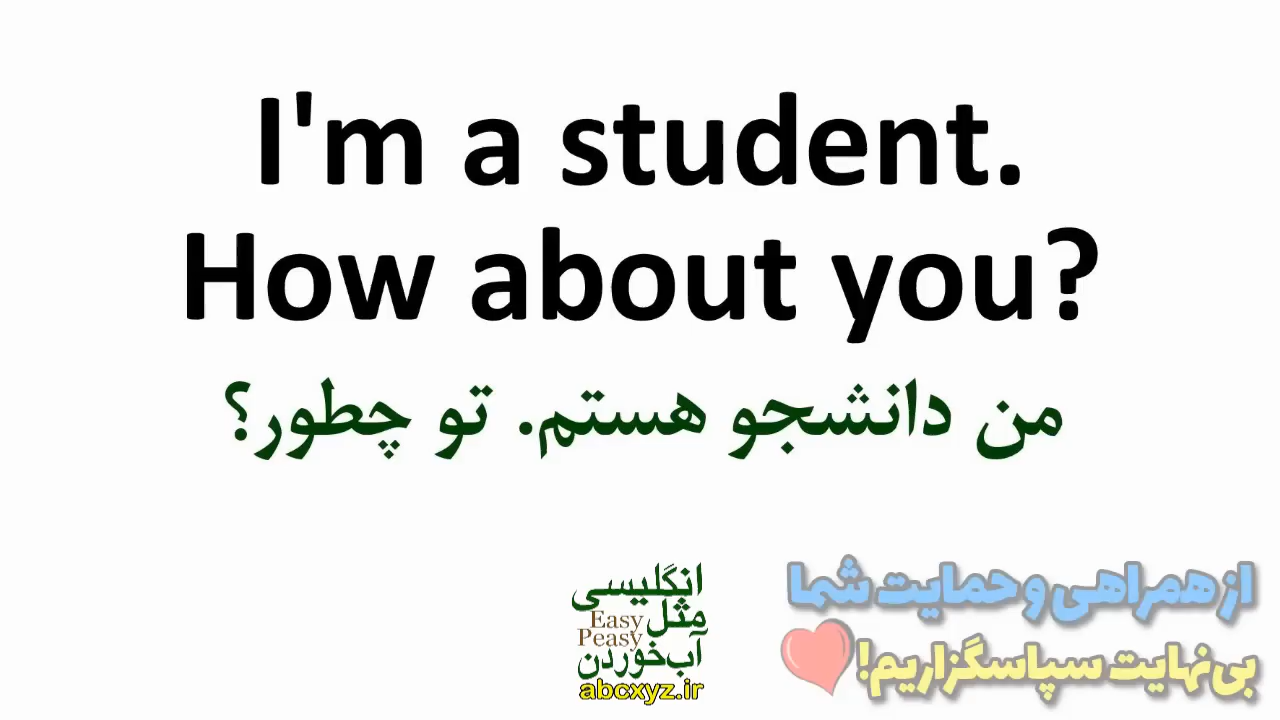 I'm a student.
How about you?
من دانشجو هستم. تو چطور؟
انگلیسی
مثل
Easy
Peasy
آب‌خوردن
abcxyz.ir
از همراهی و حمایت شما
بی‌نهایت سپاسگزاریم!